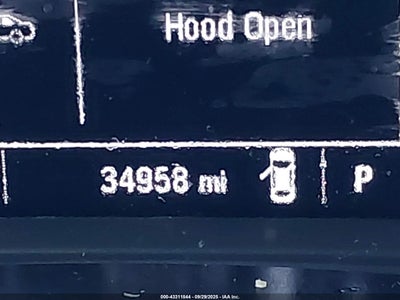 Hood Open
34958 mi P
000-43311844 - 09/29/2025 - IAA Inc.